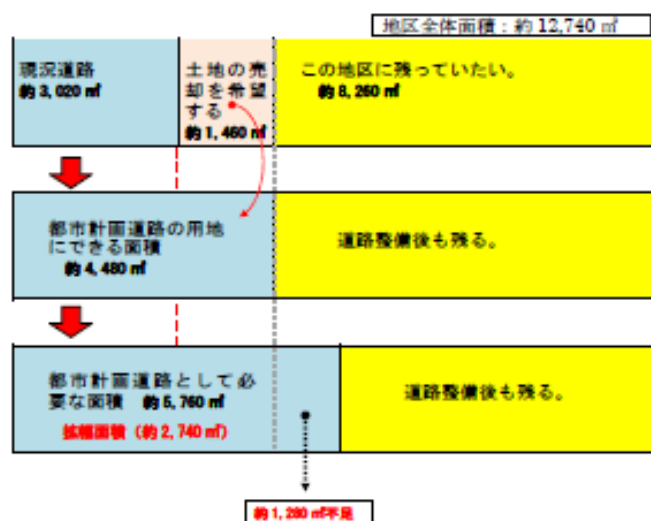 地区全体面積：約 12,740 ㎡
現況道路
約 3,020 ㎡
土地の売
却を希望
する
約 1,460 ㎡
この地区に残っていたい。
約 8,260 ㎡
都市計画道路の用地
にできる面積
約 4,480 ㎡
道路整備後も残る。
都市計画道路として必
要な面積 約 5,760 ㎡
拡幅面積（約 2,740 ㎡）
道路整備後も残る。
約 1,280 ㎡不足